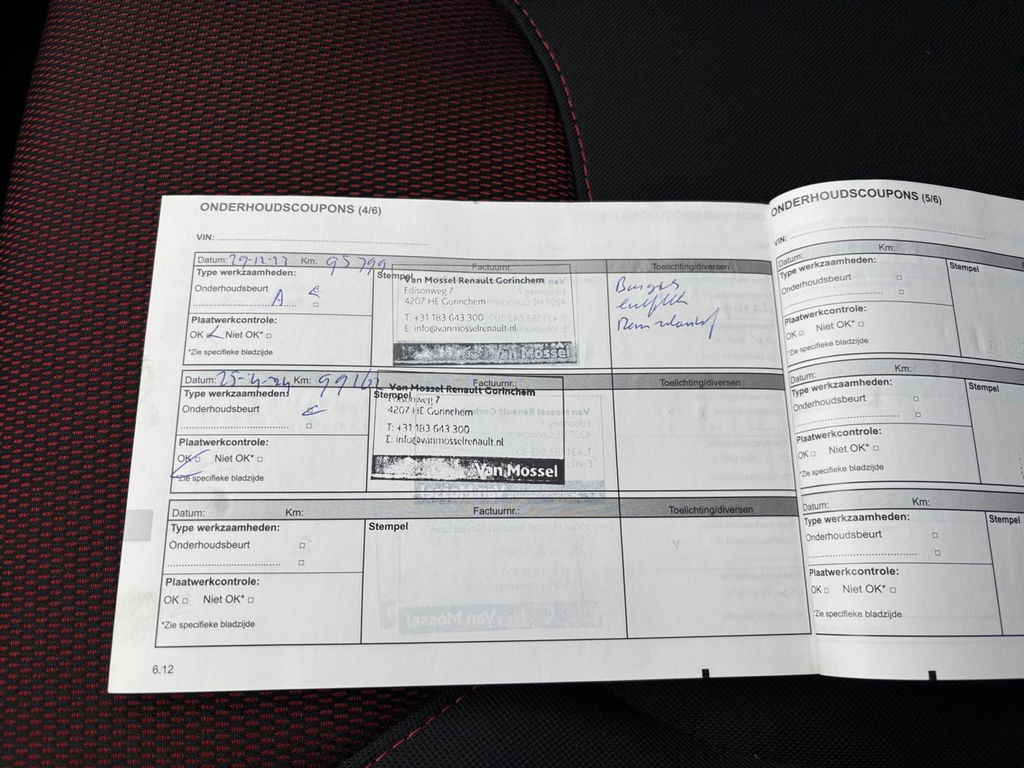 ONDERHOUDSCOUPONS (4/6)
VIN:
Datum: 29-12-23 Km: 95799 Factuurnr.: Toelichting/diversen
Type werkzaamheden: Stempel
Onderhoudsbeurt
A
Plaatwerkcontrole:
OK Niet OK*
*Zie specifieke bladzijde
Van Mossel Renault Gorinchem
Edisonweg 7
4207 HE Gorinchem
T: +31 183 643 300
E: info@vanmosselrenault.nl
Van Mossel
Datum: 25-4-24 Km: Factuurnr.: Toelichting/diversen
Type werkzaamheden: Stempel
Onderhoudsbeurt
Plaatwerkcontrole:
OK Niet OK*
*Zie specifieke bladzijde
Van Mossel Renault Gorinchem
Edisonweg 7
4207 HE Gorinchem
T: +31 183 643 300
E: info@vanmosselrenault.nl
Van Mossel
Datum: Km: Factuurnr.: Toelichting/diversen
Type werkzaamheden: Stempel
Onderhoudsbeurt
Plaatwerkcontrole:
OK Niet OK*
*Zie specifieke bladzijde
6.12
ONDERHOUDSCOUPONS (5/6)
VIN:
Datum: Km:
Type werkzaamheden: Stempel
Onderhoudsbeurt
Plaatwerkcontrole:
OK Niet OK*
*Zie specifieke bladzijde
Datum: Km:
Type werkzaamheden: Stempel
Onderhoudsbeurt
Plaatwerkcontrole:
OK Niet OK*
*Zie specifieke bladzijde
Datum: Km:
Type werkzaamheden: Stempel
Onderhoudsbeurt
Plaatwerkcontrole:
OK Niet OK*
*Zie specifieke bladzijde